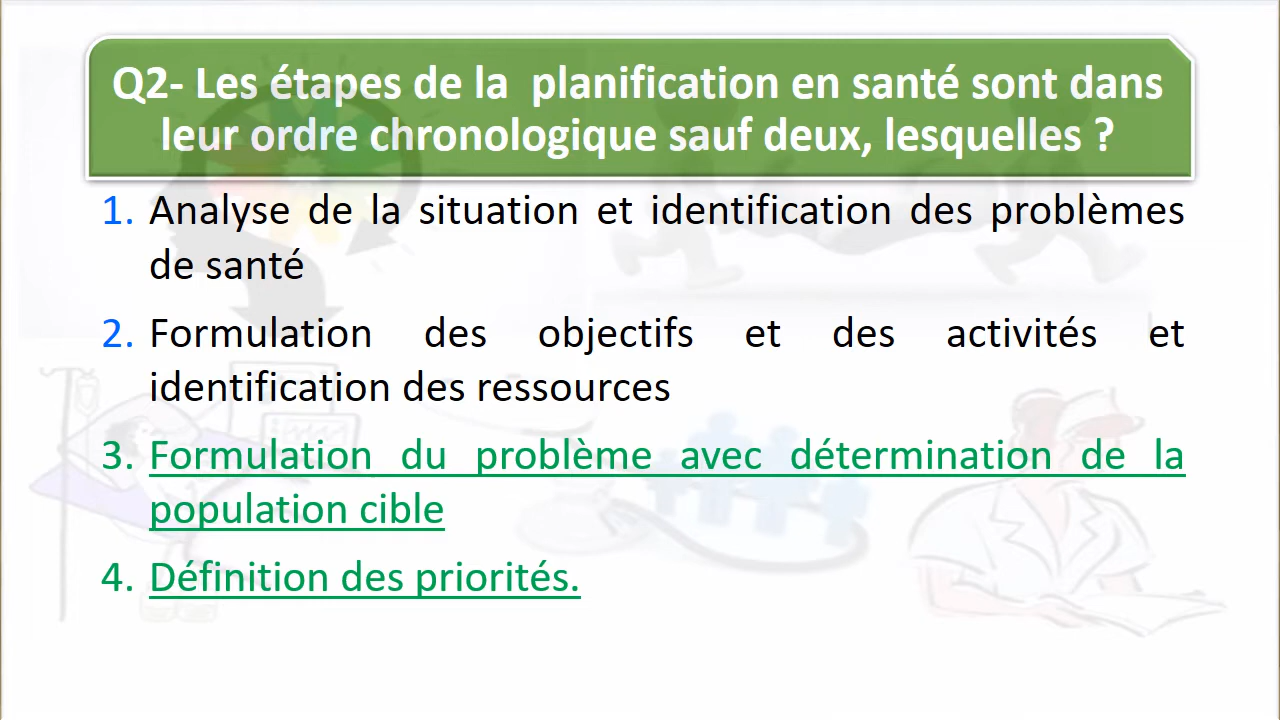 Q2- Les étapes de la  planification en santé sont dans
leur ordre chronologique sauf deux, lesquelles ?
1. Analyse de la situation et identification des problèmes
de santé
2. Formulation des objectifs et des activités et
identification des ressources
3. Formulation du problème avec détermination de la
population cible
4. Définition des priorités.